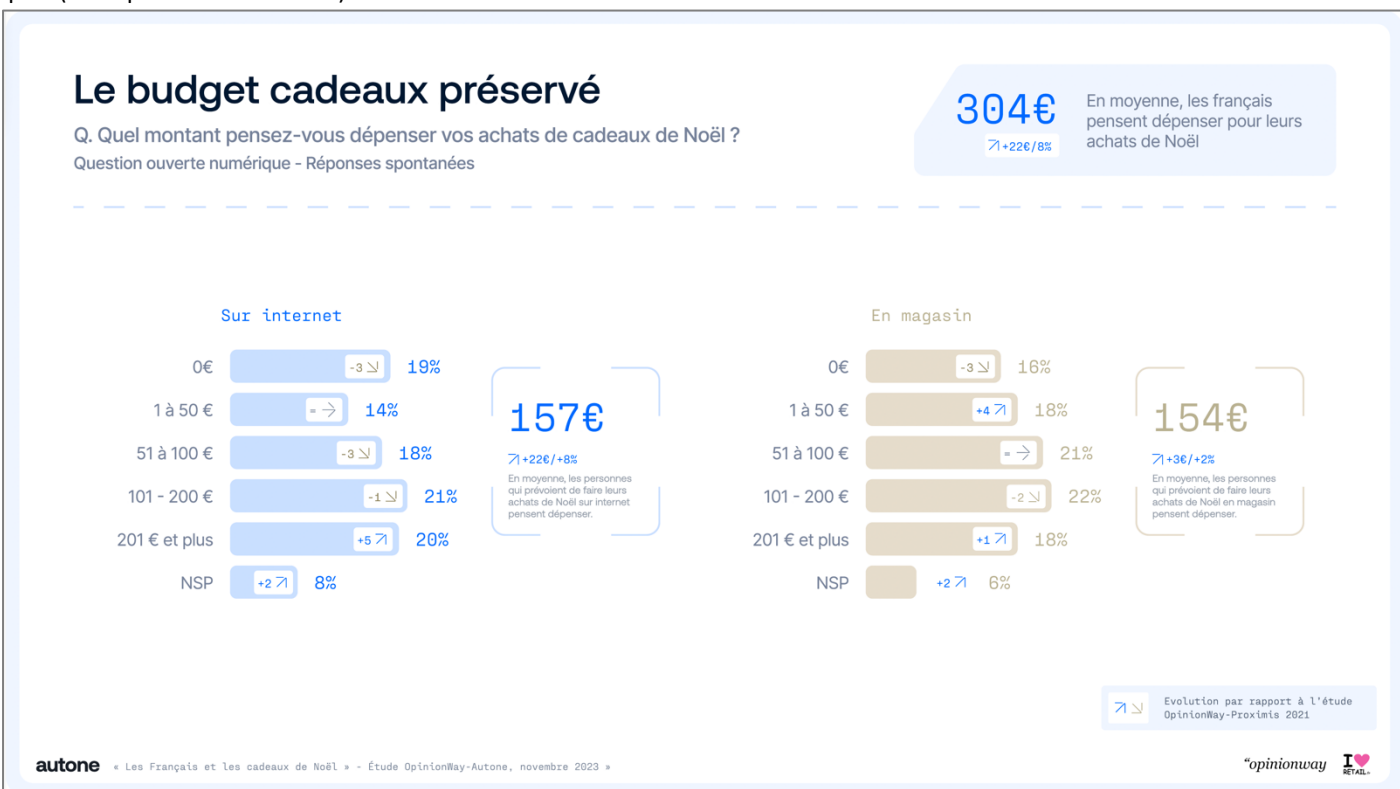 Le budget cadeaux préservé
Q. Quel montant pensez-vous dépenser vos achats de cadeaux de Noël ?
Question ouverte numérique - Réponses spontanées
304€
+22€/8%
En moyenne, les français
pensent dépenser pour leurs
achats de Noël
Sur internet
0€ -3 19%
1 à 50 € = 14%
51 à 100 € -3 18%
101 - 200 € -1 21%
201 € et plus +5 20%
NSP +2 8%
157€
+22€/+8%
En moyenne, les personnes
qui prévoient de faire leurs
achats de Noël sur internet
pensent dépenser.
En magasin
0€ -3 16%
1 à 50 € +4 18%
51 à 100 € = 21%
101 - 200 € -2 22%
201 € et plus +1 18%
NSP +2 6%
154€
+3€/+2%
En moyenne, les personnes
qui prévoient de faire leurs
achats de Noël en magasin
pensent dépenser.
Evolution par rapport à l'étude
OpinionWay-Proximis 2021
autone « Les Français et les cadeaux de Noël » - Étude OpinionWay-Autone, novembre 2023 »
“opinionway
I
RETAIL